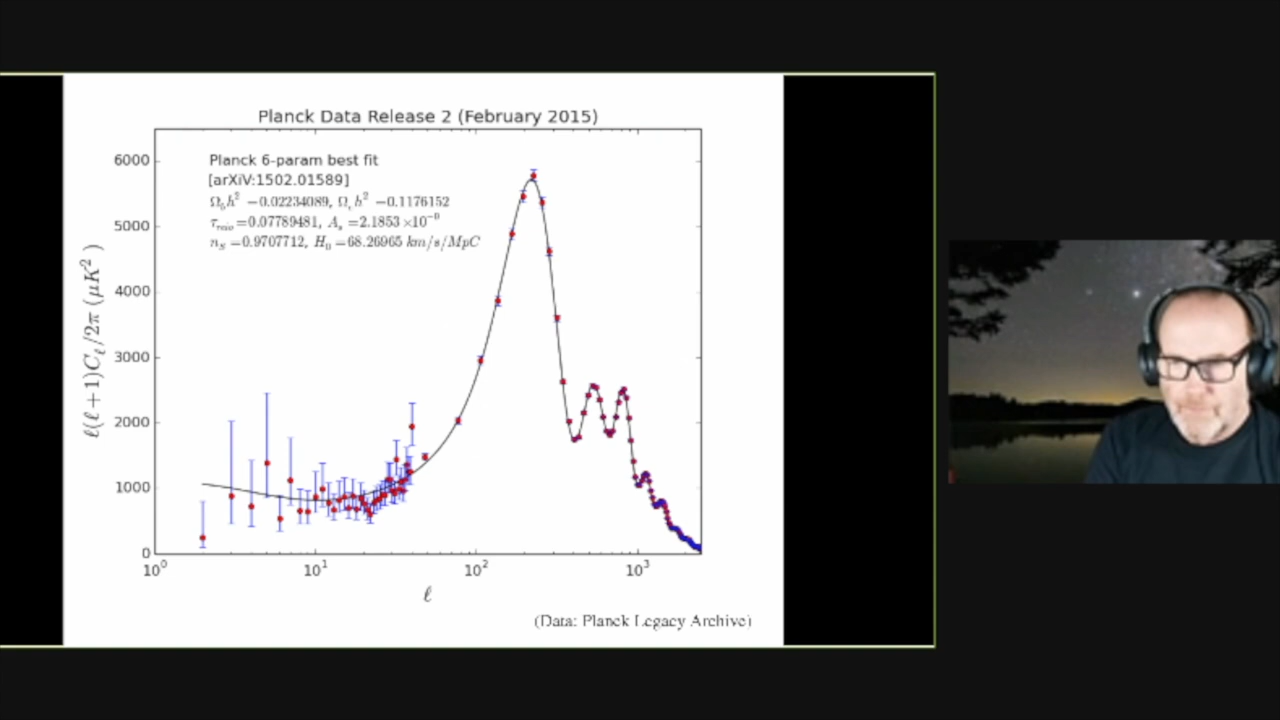 Planck Data Release 2 (February 2015)
Planck 6-param best fit
[arXiV:1502.01589]
Ω_b h² =0.02234089, Ω_c h² =0.1176152
τ_reio =0.07789481, A_s =2.1853 ×10⁻⁹
n_S =0.9707712, H_0 =68.26965 km/s/MpC
6000
5000
4000
3000
2000
1000
0
ℓ(ℓ+1)C_ℓ/2π (μK²)
10⁰ 10¹ 10² 10³
ℓ
(Data: Planck Legacy Archive)